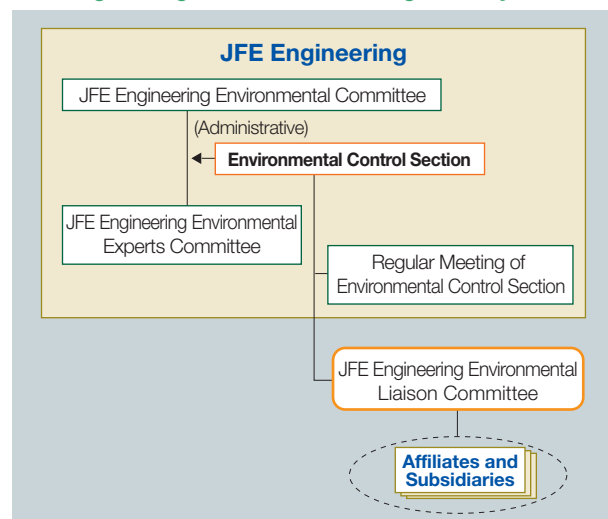 JFE Engineering
JFE Engineering Environmental Committee
(Administrative)
Environmental Control Section
JFE Engineering Environmental
Experts Committee
Regular Meeting of
Environmental Control Section
JFE Engineering Environmental
Liaison Committee
Affiliates and
Subsidiaries